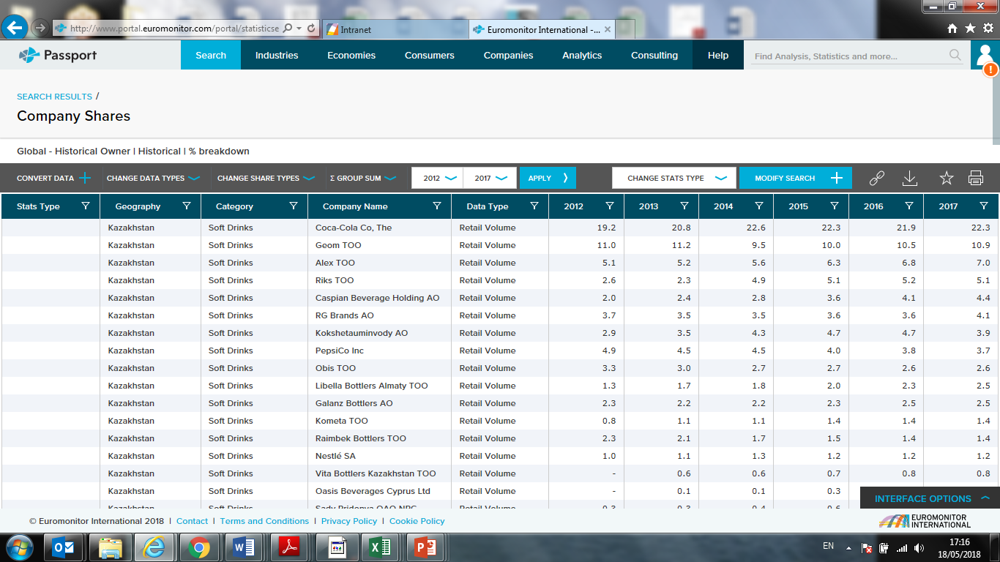 http://www.portal.euromonitor.com/portal/statisticse
Intranet
Euromonitor International -...
Passport
Search Industries Economies Consumers Companies Analytics Consulting Help
Find Analysis, Statistics and more...
SEARCH RESULTS /
Company Shares
Global - Historical Owner | Historical | % breakdown
CONVERT DATA CHANGE DATA TYPES CHANGE SHARE TYPES Σ GROUP SUM 2012 2017 APPLY CHANGE STATS TYPE MODIFY SEARCH
Stats Type Geography Category Company Name Data Type 2012 2013 2014 2015 2016 2017
Kazakhstan Soft Drinks Coca-Cola Co, The Retail Volume 19.2 20.8 22.6 22.3 21.9 22.3
Kazakhstan Soft Drinks Geom TOO Retail Volume 11.0 11.2 9.5 10.0 10.5 10.9
Kazakhstan Soft Drinks Alex TOO Retail Volume 5.1 5.2 5.6 6.3 6.8 7.0
Kazakhstan Soft Drinks Riks TOO Retail Volume 2.6 2.3 4.9 5.1 5.2 5.1
Kazakhstan Soft Drinks Caspian Beverage Holding AO Retail Volume 2.0 2.4 2.8 3.6 4.1 4.4
Kazakhstan Soft Drinks RG Brands AO Retail Volume 3.7 3.5 3.5 3.6 3.6 4.1
Kazakhstan Soft Drinks Kokshetauminvody AO Retail Volume 2.9 3.5 4.3 4.7 4.7 3.9
Kazakhstan Soft Drinks PepsiCo Inc Retail Volume 4.9 4.5 4.5 4.0 3.8 3.7
Kazakhstan Soft Drinks Obis TOO Retail Volume 3.3 3.0 2.7 2.7 2.6 2.6
Kazakhstan Soft Drinks Libella Bottlers Almaty TOO Retail Volume 1.3 1.7 1.8 2.0 2.3 2.5
Kazakhstan Soft Drinks Galanz Bottlers AO Retail Volume 2.3 2.2 2.2 2.3 2.5 2.5
Kazakhstan Soft Drinks Kometa TOO Retail Volume 0.8 1.1 1.1 1.4 1.4 1.4
Kazakhstan Soft Drinks Raimbek Bottlers TOO Retail Volume 2.3 2.1 1.7 1.5 1.4 1.4
Kazakhstan Soft Drinks Nestlé SA Retail Volume 1.0 1.1 1.3 1.2 1.2 1.2
Kazakhstan Soft Drinks Vita Bottlers Kazakhstan TOO Retail Volume - 0.6 0.6 0.7 0.8 0.8
Kazakhstan Soft Drinks Oasis Beverages Cyprus Ltd Retail Volume - 0.1 0.1 0.3
Kazakhstan Soft Drinks Sady Pridonya OAO NPG Retail Volume 0.3 0.3 0.4 0.6
INTERFACE OPTIONS
© Euromonitor International 2018 | Contact | Terms and Conditions | Privacy Policy | Cookie Policy
EUROMONITOR
INTERNATIONAL
EN
17:16
18/05/2018